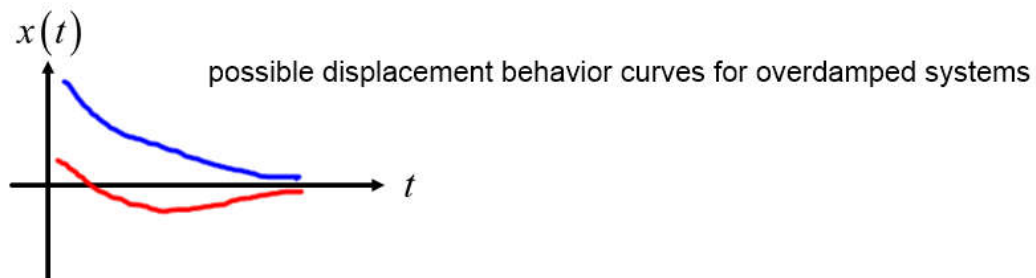 x(t)
possible displacement behavior curves for overdamped systems
t